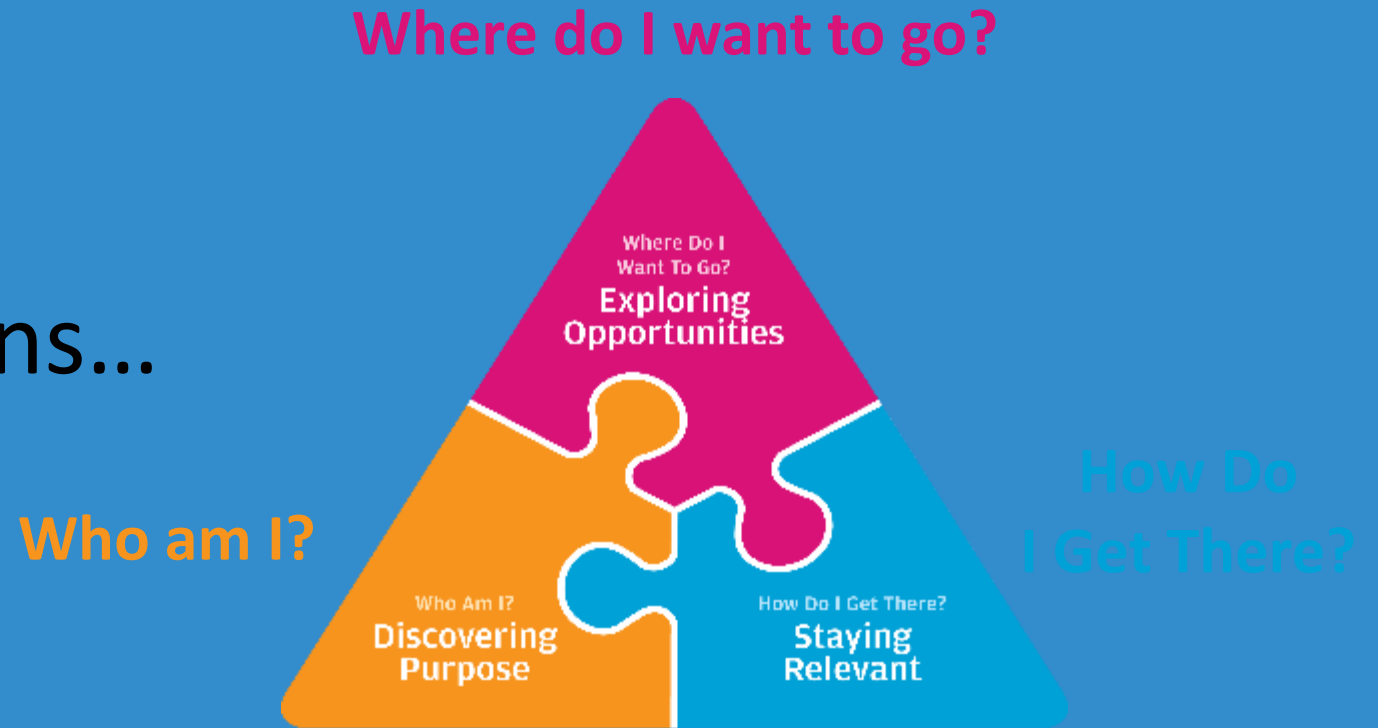 Where do I want to go?
Where Do I
Want To Go?
Exploring
Opportunities
ns...
How Do
I Get There?
Who am I?
Who Am I?
Discovering
Purpose
How Do I Get There?
Staying
Relevant